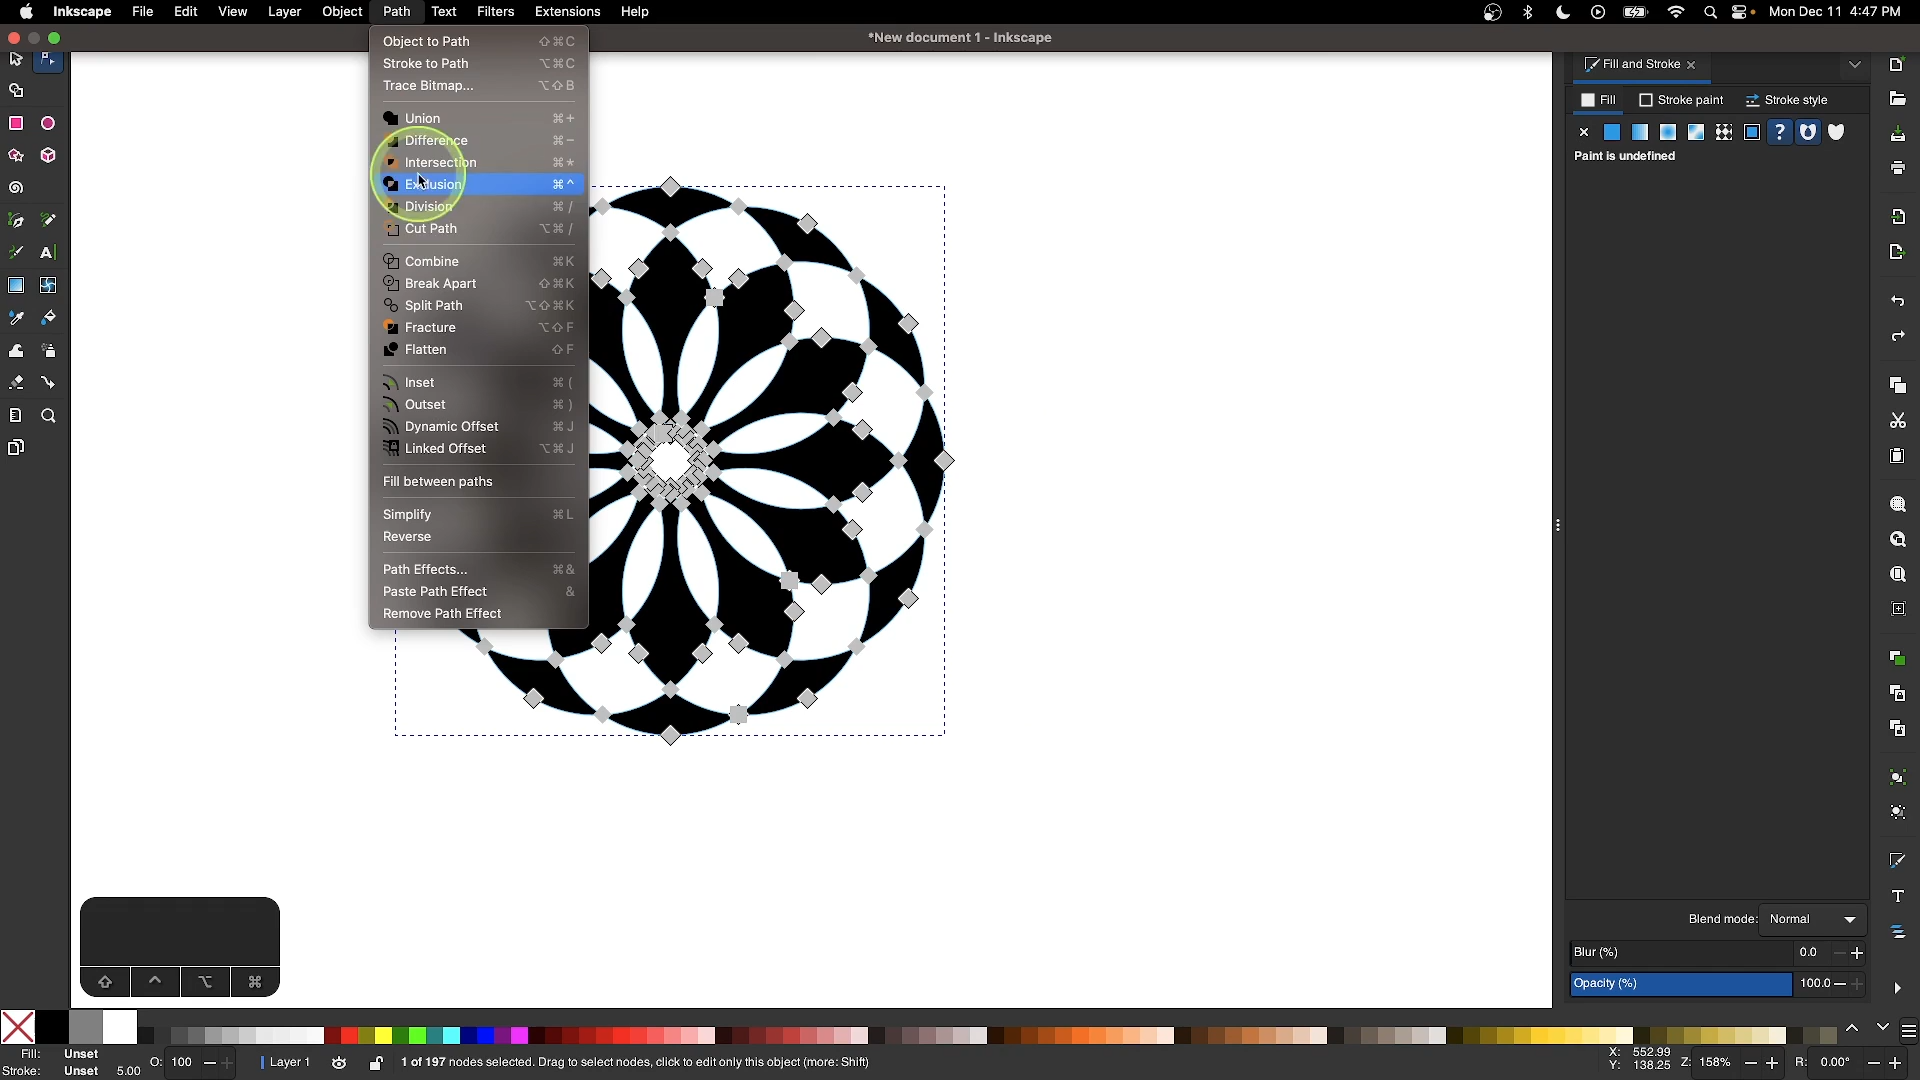 Inkscape File Edit View Layer Object Path Text Filters Extensions Help Mon Dec 11 4:47 PM
*New document 1 - Inkscape
Object to Path ⇧⌘C
Stroke to Path ⌥⌘C
Trace Bitmap... ⌥⇧B
Union ⌘+
Difference ⌘−
Intersection ⌘*
Exclusion ⌘^
Division ⌘/
Cut Path ⌥⌘/
Combine ⌘K
Break Apart ⇧⌘K
Split Path ⌥⇧⌘K
Fracture ⌥⇧F
Flatten ⇧F
Inset ⌘(
Outset ⌘)
Dynamic Offset ⌘J
Linked Offset ⌥⌘J
Fill between paths
Simplify ⌘L
Reverse
Path Effects... ⌘&
Paste Path Effect &
Remove Path Effect
Fill and Stroke
Fill Stroke paint Stroke style
Paint is undefined
Blend mode: Normal
Blur (%) 0.0
Opacity (%) 100.0
⇧ ^ ⌥ ⌘
Fill: Unset
Stroke: Unset 5.00
O: 100 Layer 1 1 of 197 nodes selected. Drag to select nodes, click to edit only this object (more: Shift)
X: 552.99
Y: 138.25
Z: 158% R: 0.00°